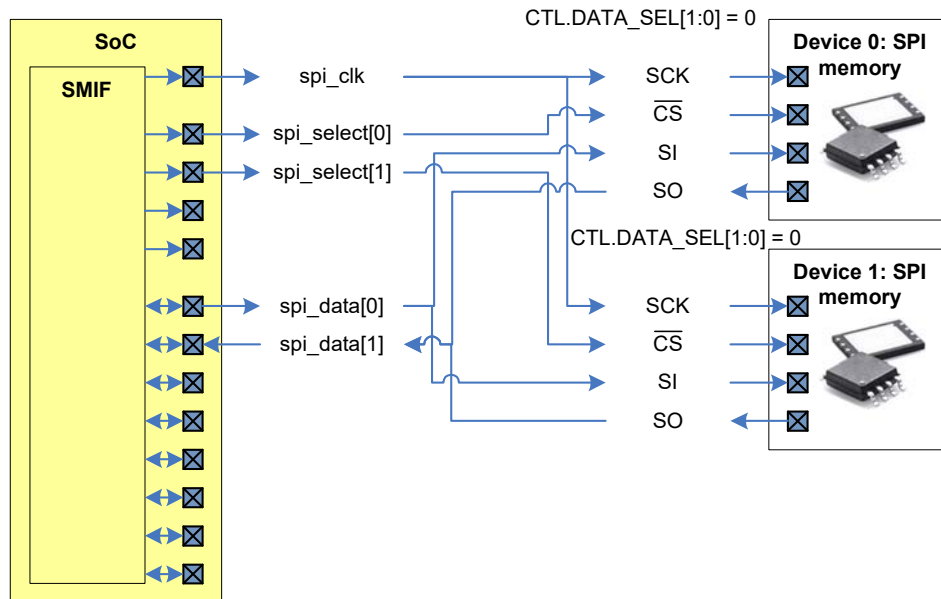 CTL.DATA_SEL[1:0] = 0
SoC
SMIF
spi_clk
spi_select[0]
spi_select[1]
spi_data[0]
spi_data[1]
SCK
CS
SI
SO
Device 0: SPI
memory
CTL.DATA_SEL[1:0] = 0
SCK
CS
SI
SO
Device 1: SPI
memory